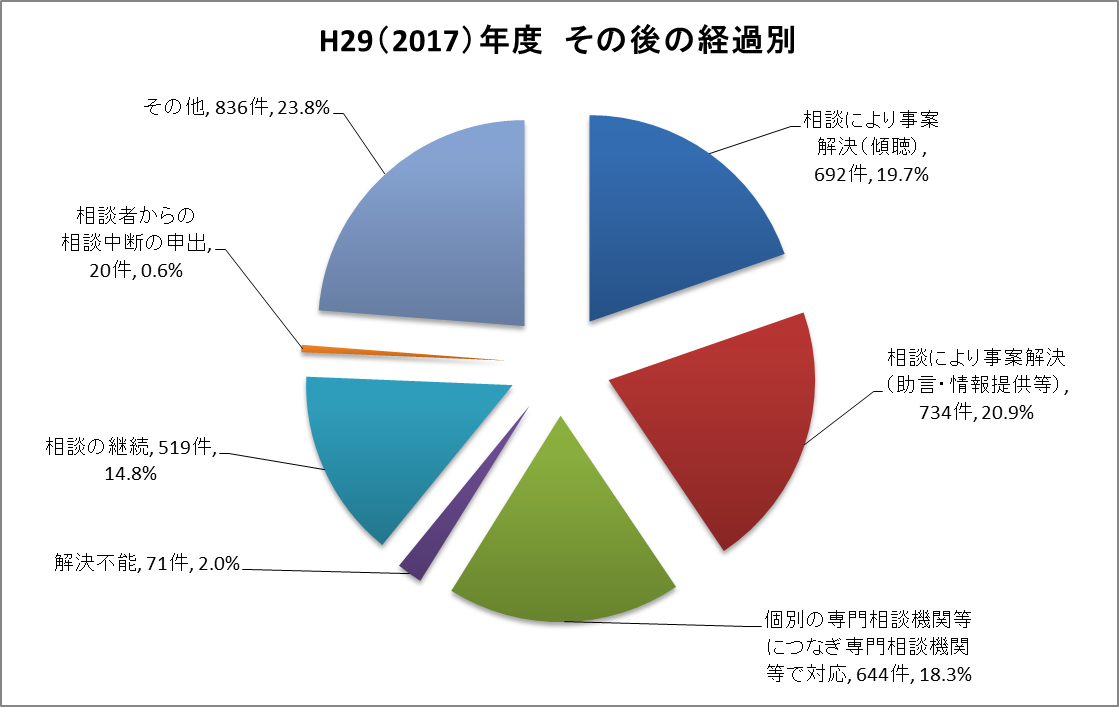 H29（2017）年度　その後の経過別
相談により事案
解決（傾聴）,
692件, 19.7%
相談により事案解決
（助言・情報提供等）,
734件, 20.9%
個別の専門相談機関等
につなぎ専門相談機関
等で対応, 644件, 18.3%
解決不能, 71件, 2.0%
相談の継続, 519件,
14.8%
相談者からの
相談中断の申出,
20件, 0.6%
その他, 836件, 23.8%